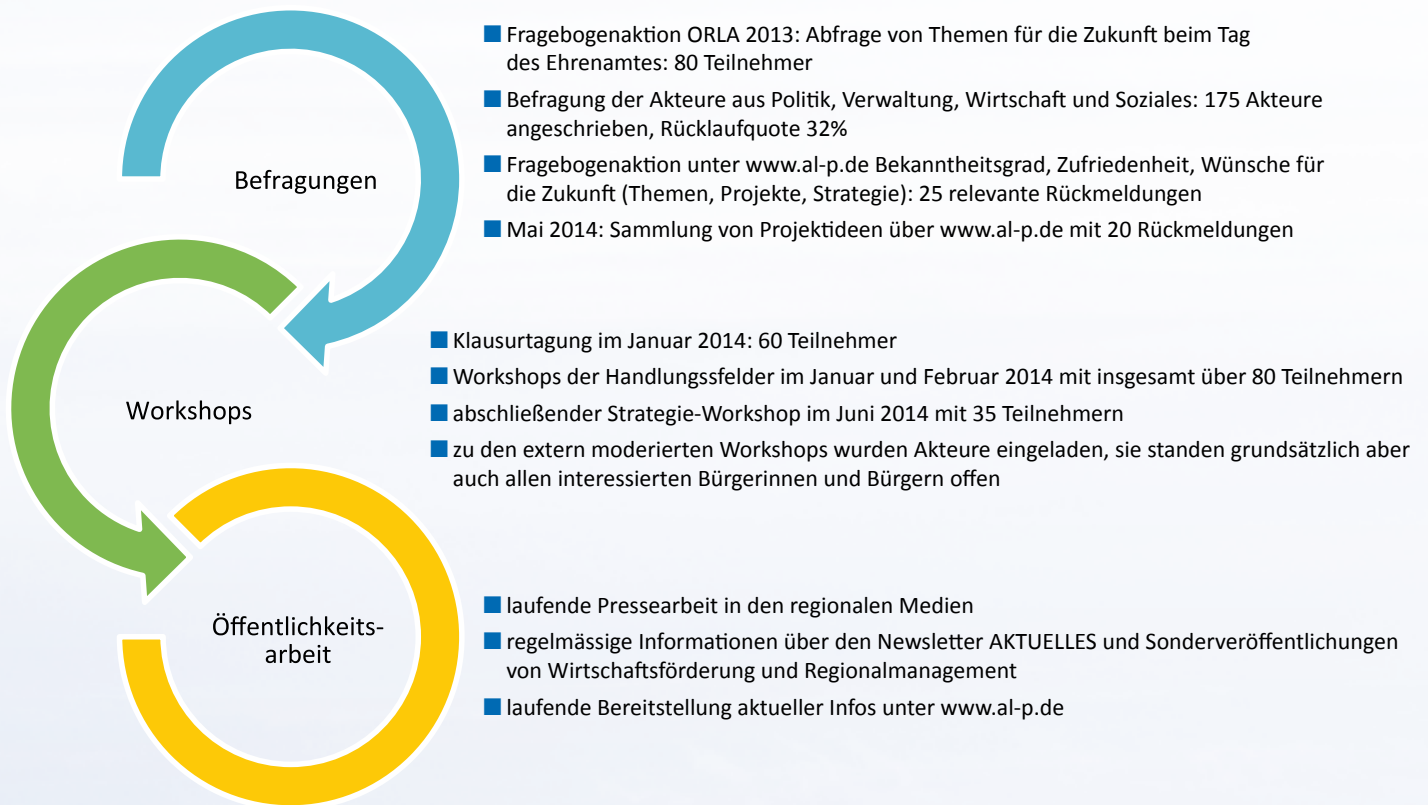 ■ Fragebogenaktion ORLA 2013: Abfrage von Themen für die Zukunft beim Tag
des Ehrenamtes: 80 Teilnehmer
■ Befragung der Akteure aus Politik, Verwaltung, Wirtschaft und Soziales: 175 Akteure
angeschrieben, Rücklaufquote 32%
■ Fragebogenaktion unter www.al-p.de Bekanntheitsgrad, Zufriedenheit, Wünsche für
die Zukunft (Themen, Projekte, Strategie): 25 relevante Rückmeldungen
■ Mai 2014: Sammlung von Projektideen über www.al-p.de mit 20 Rückmeldungen
Befragungen
■ Klausurtagung im Januar 2014: 60 Teilnehmer
■ Workshops der Handlungssfelder im Januar und Februar 2014 mit insgesamt über 80 Teilnehmern
■ abschließender Strategie-Workshop im Juni 2014 mit 35 Teilnehmern
■ zu den extern moderierten Workshops wurden Akteure eingeladen, sie standen grundsätzlich aber
auch allen interessierten Bürgerinnen und Bürgern offen
Workshops
■ laufende Pressearbeit in den regionalen Medien
■ regelmässige Informationen über den Newsletter AKTUELLES und Sonderveröffentlichungen
von Wirtschaftsförderung und Regionalmanagement
■ laufende Bereitstellung aktueller Infos unter www.al-p.de
Öffentlichkeits-
arbeit